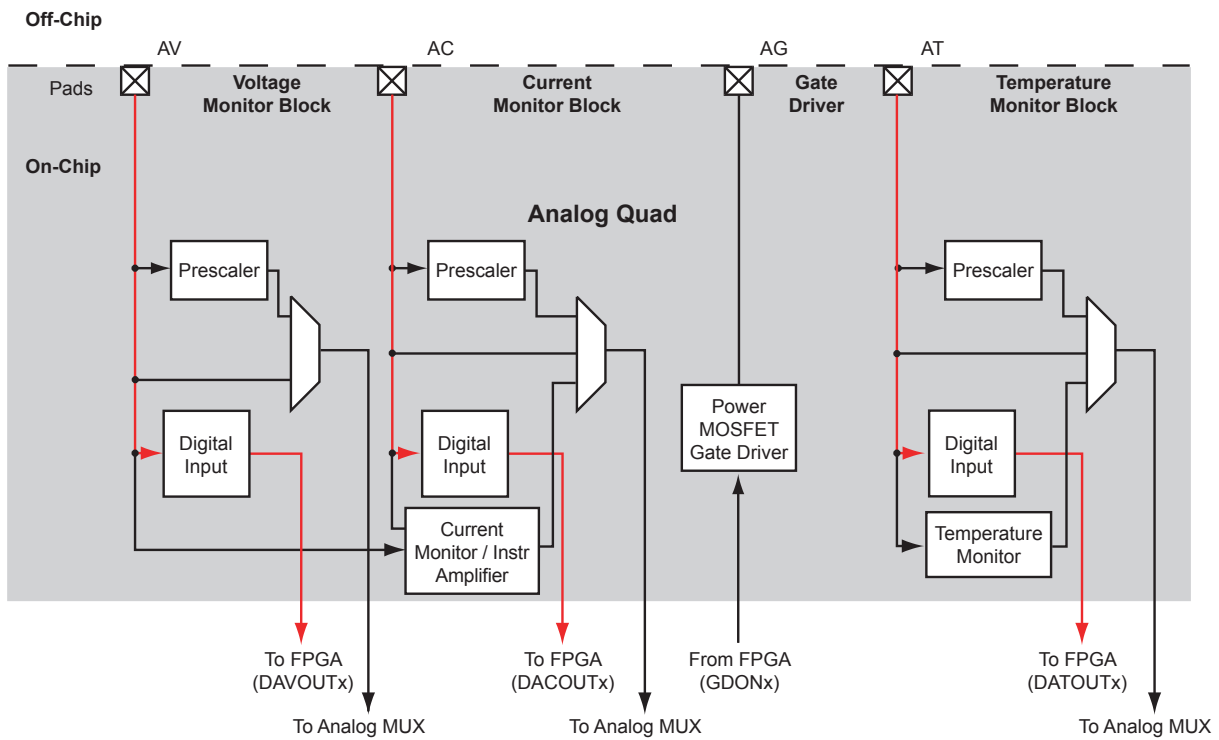 Off-Chip
AV
AC
AG
AT
Pads
Voltage
Monitor Block
Current
Monitor Block
Gate
Driver
Temperature
Monitor Block
On-Chip
Analog Quad
Prescaler
Prescaler
Prescaler
Power
MOSFET
Gate Driver
Digital
Input
Digital
Input
Digital
Input
Current
Monitor / Instr
Amplifier
Temperature
Monitor
To FPGA
(DAVOUTx)
To FPGA
(DACOUTx)
From FPGA
(GDONx)
To FPGA
(DATOUTx)
To Analog MUX
To Analog MUX
To Analog MUX